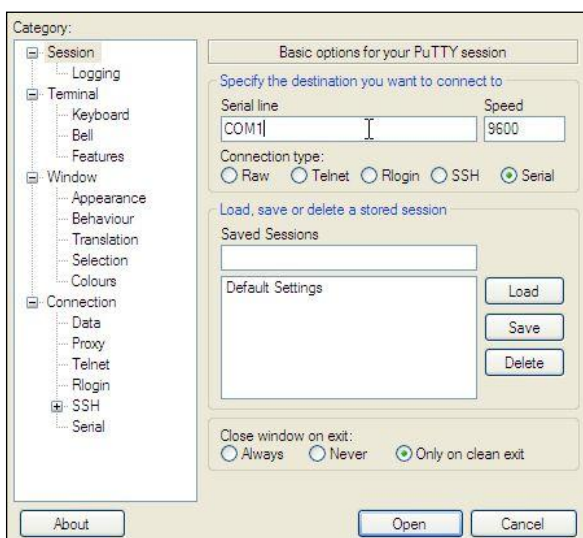 Category:
Session
Logging
Terminal
Keyboard
Bell
Features
Window
Appearance
Behaviour
Translation
Selection
Colours
Connection
Data
Proxy
Telnet
Rlogin
SSH
Serial
Basic options for your PuTTY session
Specify the destination you want to connect to
Serial line Speed
COM1 9600
Connection type:
Raw Telnet Rlogin SSH Serial
Load, save or delete a stored session
Saved Sessions
Default Settings
Load
Save
Delete
Close window on exit:
Always Never Only on clean exit
About Open Cancel